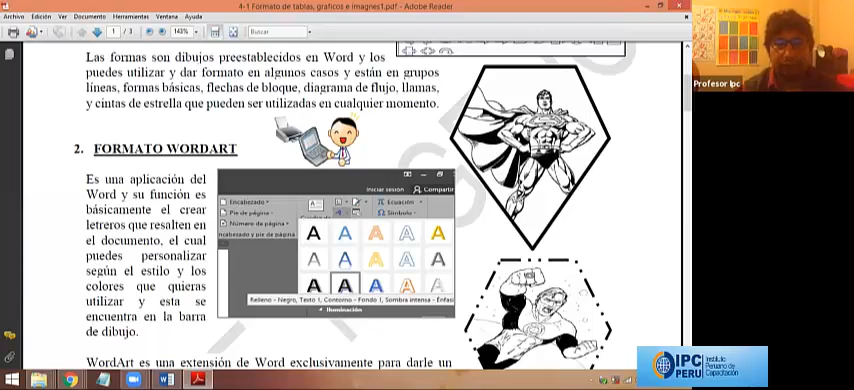 4-1 Formato de tablas, graficos e imagnes1.pdf - Adobe Reader
Archivo Edición Ver Documento Herramientas Ventana Ayuda
1 / 3 143% Buscar
Las formas son dibujos preestablecidos en Word y los
puedes utilizar y dar formato en algunos casos y están en grupos
líneas, formas básicas, flechas de bloque, diagrama de flujo, llamas,
y cintas de estrella que pueden ser utilizadas en cualquier momento.
2. FORMATO WORDART
Es una aplicación del
Word y su función es
básicamente el crear
letreros que resalten en
el documento, el cual
puedes personalizar
según el estilo y los
colores que quieras
utilizar y esta se
encuentra en la barra
de dibujo.
Iniciar sesión Compartir
Encabezado
Pie de página
Número de página
ncabezado y pie de página
Ecuación
Símbolo
A A A A A
A A A A A
A A A A A
Relleno - Negro, Texto 1, Contorno - Fondo 1, Sombra intensa - Énfasi
Iluminación
WordArt es una extensión de Word exclusivamente para darle un
Profesor Ipc
IPC
PERÚ
Instituto
Peruano de
Capacitación